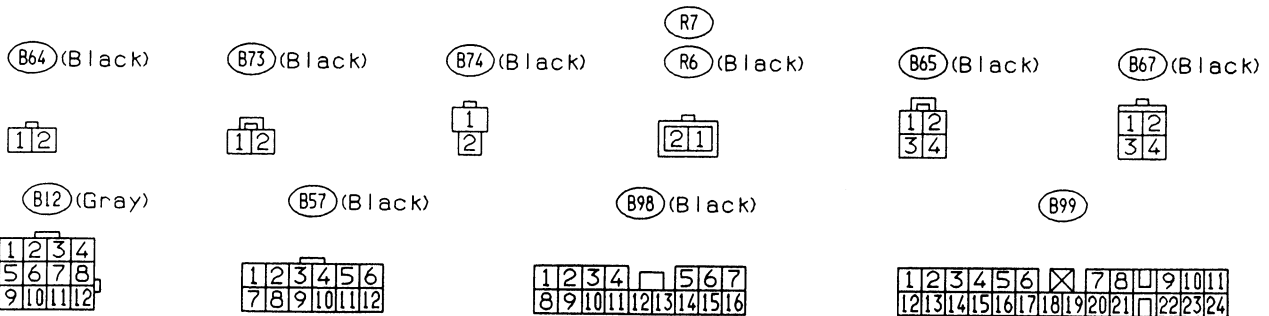 R7
B64 (Black) B73 (Black) B74 (Black) R6 (Black) B65 (Black) B67 (Black)
1 2 1 2 1 2 1 1 2 1 2
2 3 4 3 4
B12 (Gray) B57 (Black) B98 (Black) B99
1 2 3 4
5 6 7 8 1 2 3 4 5 6 1 2 3 4 5 6 7 1 2 3 4 5 6 7 8 9 10 11
9 10 11 12 7 8 9 10 11 12 8 9 10 11 12 13 14 15 16 12 13 14 15 16 17 18 19 20 21 22 23 24